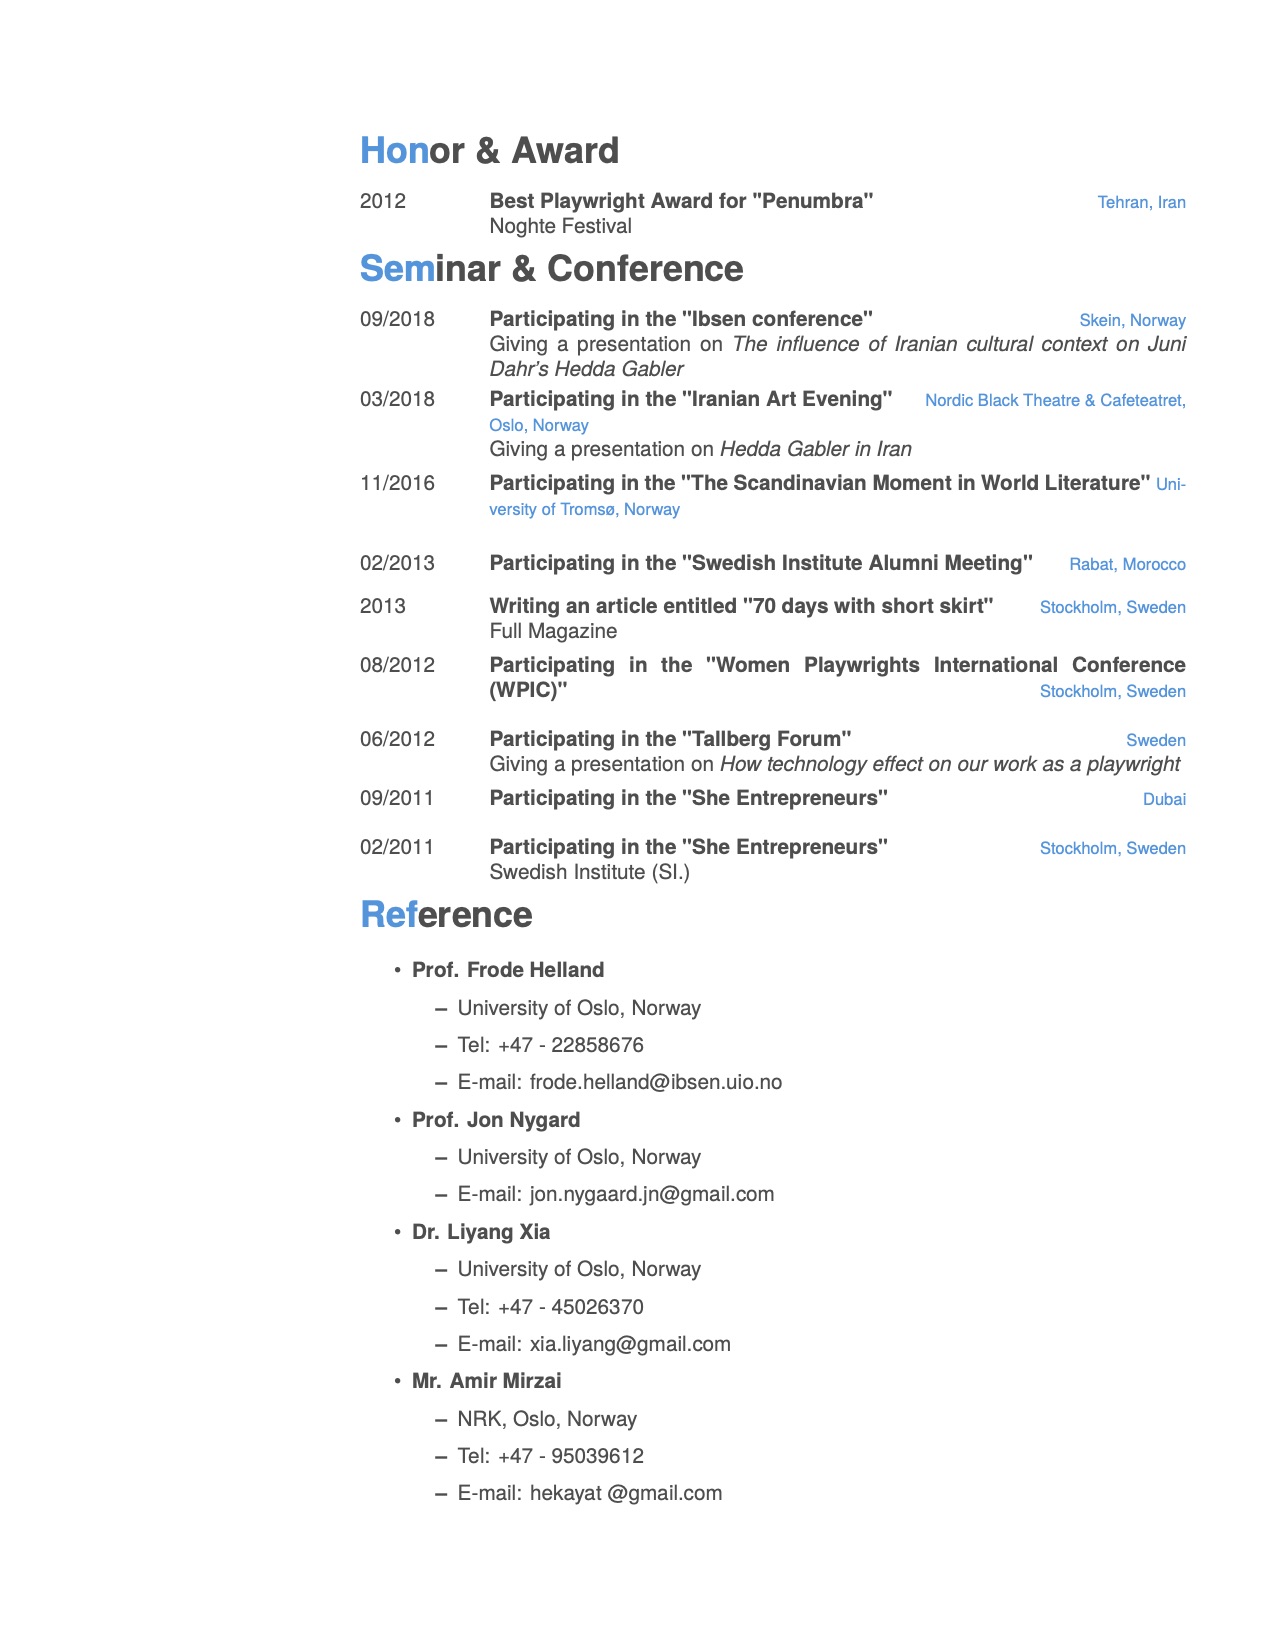 Honor & Award
2012 Best Playwright Award for "Penumbra" Tehran, Iran
Noghte Festival
Seminar & Conference
09/2018 Participating in the "Ibsen conference" Skein, Norway
Giving a presentation on The influence of Iranian cultural context on Juni
Dahr's Hedda Gabler
03/2018 Participating in the "Iranian Art Evening" Nordic Black Theatre & Cafeteatret,
Oslo, Norway
Giving a presentation on Hedda Gabler in Iran
11/2016 Participating in the "The Scandinavian Moment in World Literature" Uni-
versity of Tromsø, Norway
02/2013 Participating in the "Swedish Institute Alumni Meeting" Rabat, Morocco
2013 Writing an article entitled "70 days with short skirt" Stockholm, Sweden
Full Magazine
08/2012 Participating in the "Women Playwrights International Conference
(WPIC)" Stockholm, Sweden
06/2012 Participating in the "Tallberg Forum" Sweden
Giving a presentation on How technology effect on our work as a playwright
09/2011 Participating in the "She Entrepreneurs" Dubai
02/2011 Participating in the "She Entrepreneurs" Stockholm, Sweden
Swedish Institute (SI.)
Reference
• Prof. Frode Helland
– University of Oslo, Norway
– Tel: +47 - 22858676
– E-mail: frode.helland@ibsen.uio.no
• Prof. Jon Nygard
– University of Oslo, Norway
– E-mail: jon.nygaard.jn@gmail.com
• Dr. Liyang Xia
– University of Oslo, Norway
– Tel: +47 - 45026370
– E-mail: xia.liyang@gmail.com
• Mr. Amir Mirzai
– NRK, Oslo, Norway
– Tel: +47 - 95039612
– E-mail: hekayat @gmail.com